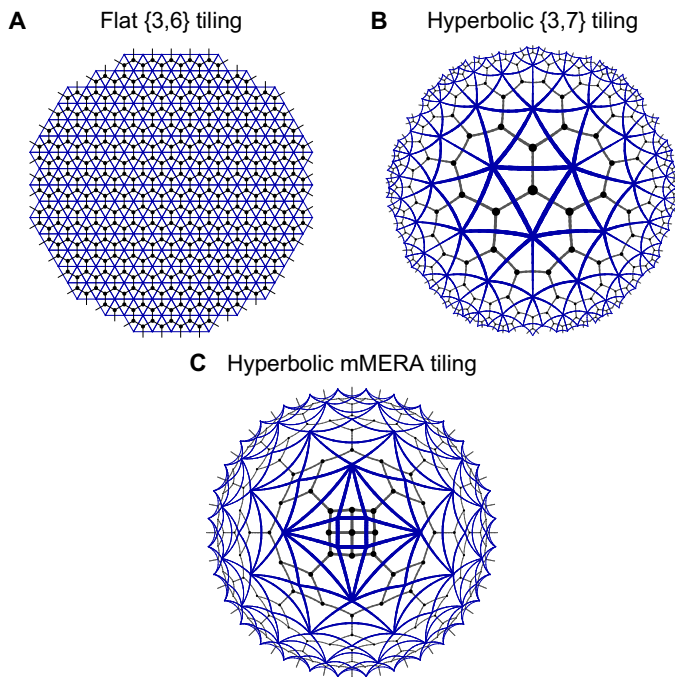 A Flat {3,6} tiling
B Hyperbolic {3,7} tiling
C Hyperbolic mMERA tiling